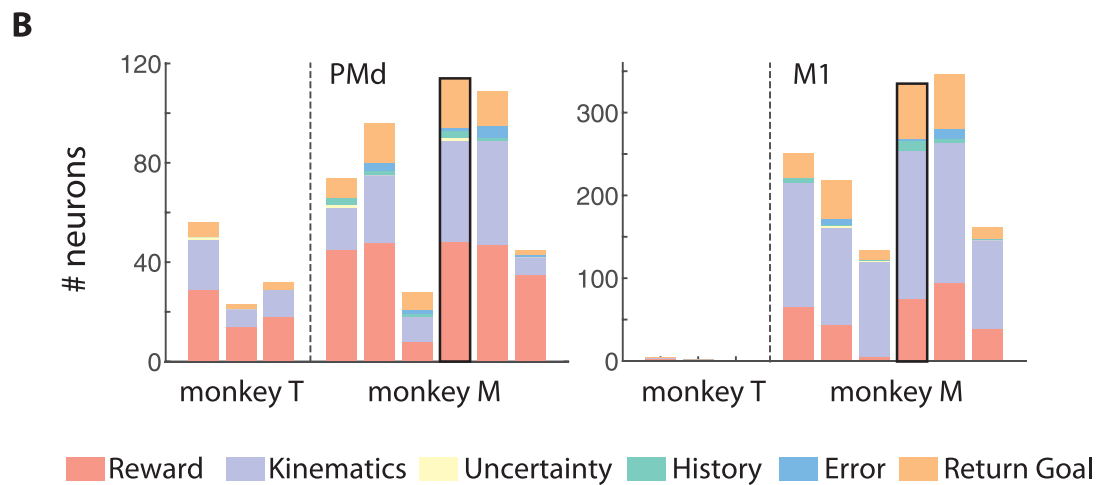 B
PMd
M1
120
80
40
0
# neurons
300
200
100
0
monkey T
monkey M
monkey T
monkey M
Reward Kinematics Uncertainty History Error Return Goal